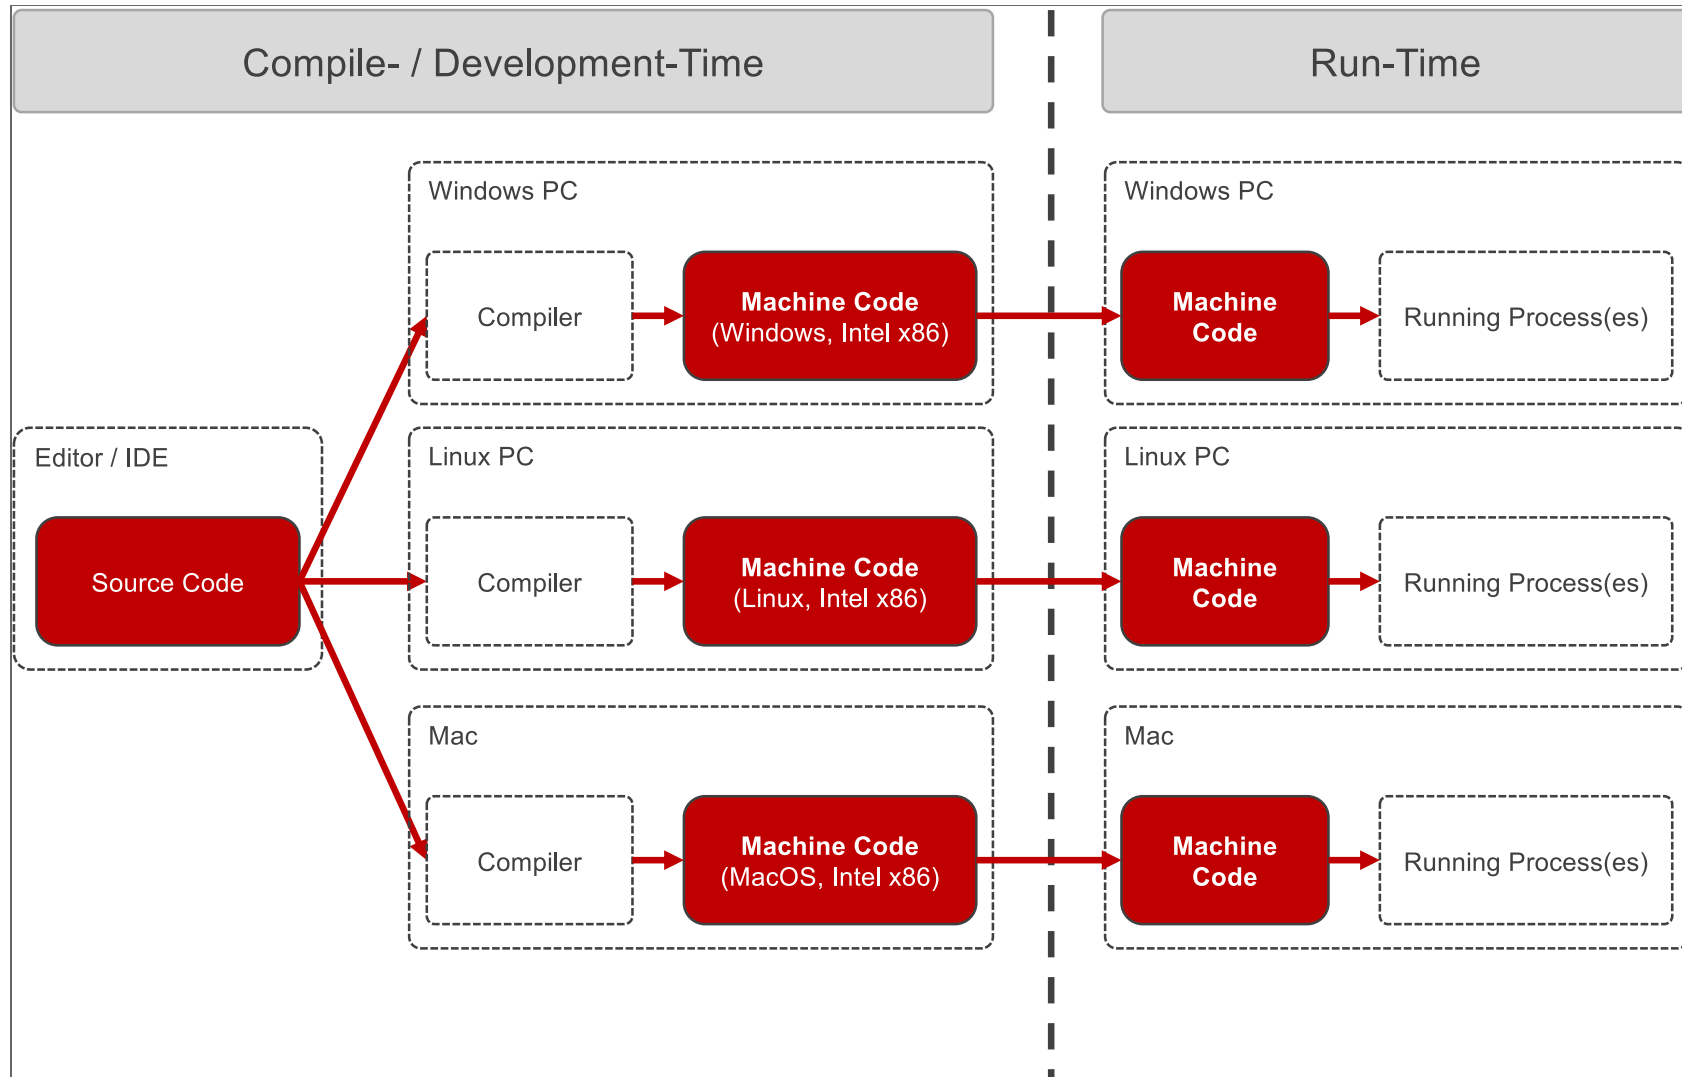 Compile- / Development-Time
Run-Time
Windows PC
Compiler
Machine Code
(Windows, Intel x86)
Windows PC
Machine
Code
Running Process(es)
Editor / IDE
Source Code
Linux PC
Compiler
Machine Code
(Linux, Intel x86)
Linux PC
Machine
Code
Running Process(es)
Mac
Compiler
Machine Code
(MacOS, Intel x86)
Mac
Machine
Code
Running Process(es)